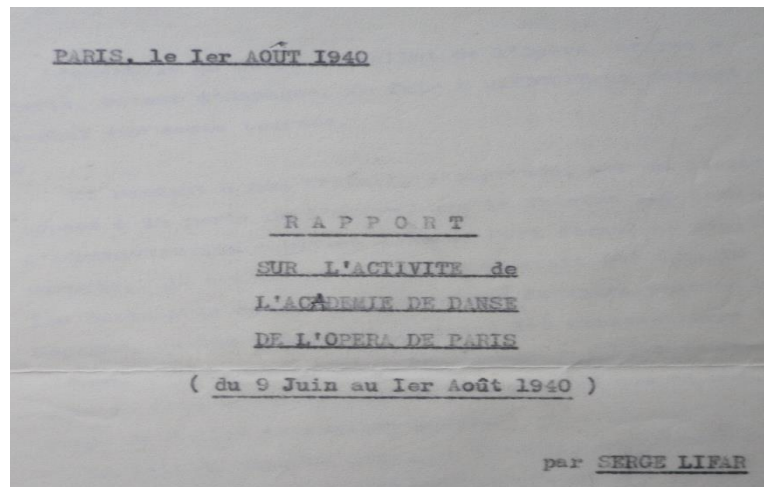 PARIS, le Ier AOÛT I940
R A P P O R T
SUR L'ACTIVITE de
L'ACADEMIE DE DANSE
DE L'OPERA DE PARIS
( du 9 Juin au Ier Août 1940 )
par SERGE LIFAR